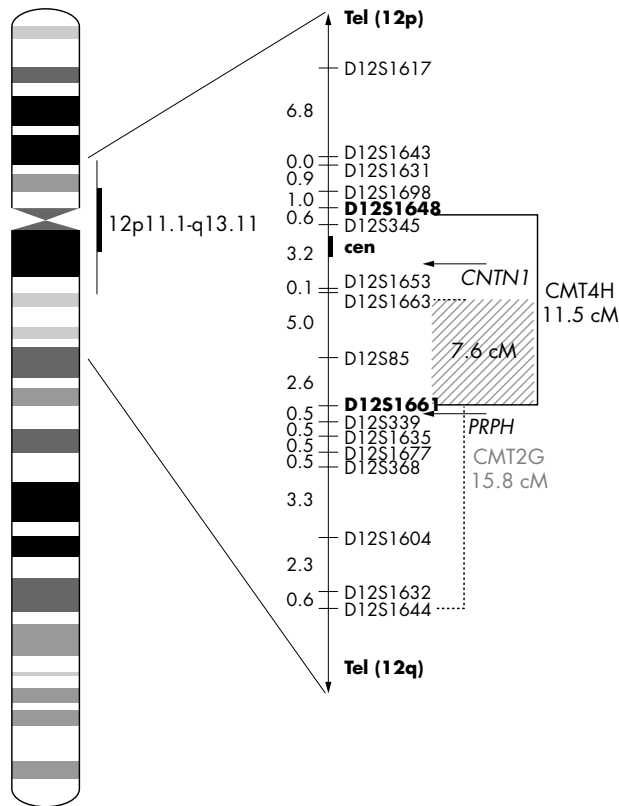 Tel (12p)
D12S1617
6.8
D12S1643
0.0
D12S1631
0.9
D12S1698
1.0
D12S1648
0.6
D12S345
12p11.1-q13.11
cen
3.2
CNTN1
D12S1653
0.1
D12S1663
CMT4H
11.5 cM
5.0
7.6 cM
D12S85
2.6
D12S1661
0.5
D12S339
PRPH
0.5
D12S1635
0.5
D12S1677
0.5
D12S368
CMT2G
15.8 cM
3.3
D12S1604
2.3
D12S1632
0.6
D12S1644
Tel (12q)